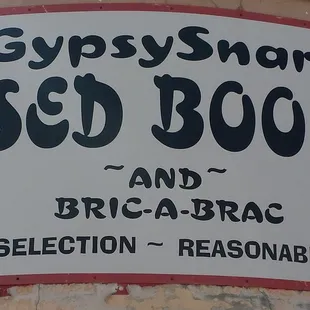 GypsySnar
SED BOO
~ AND ~
BRIC-A-BRAC
SELECTION ~ REASONAB